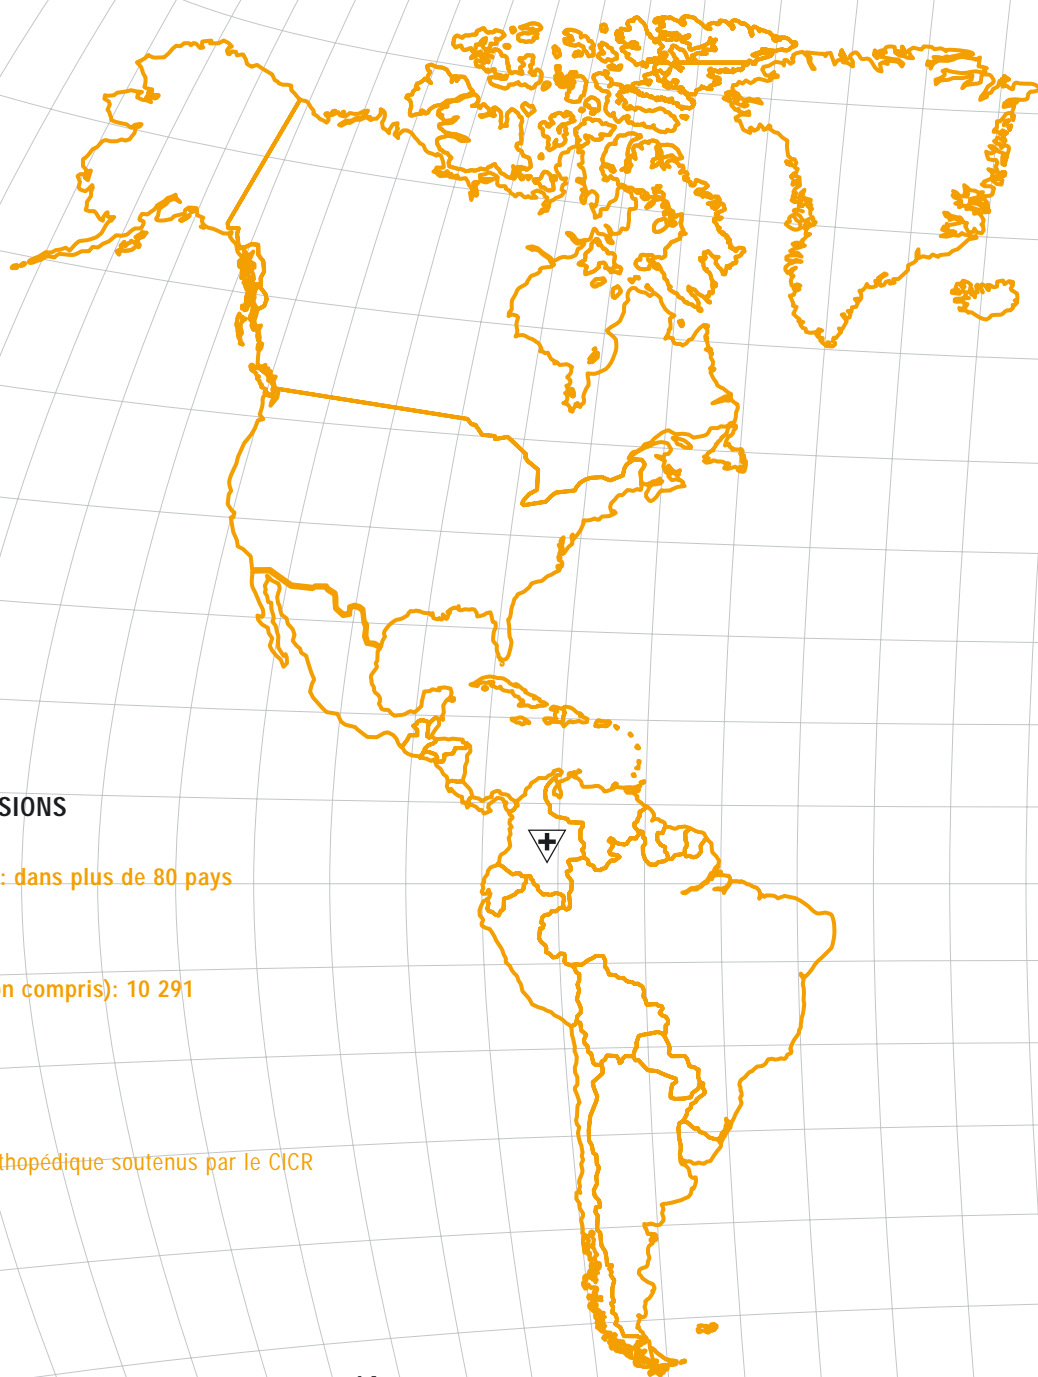 SIONS
: dans plus de 80 pays
n compris): 10 291
thopédique soutenus par le CICR